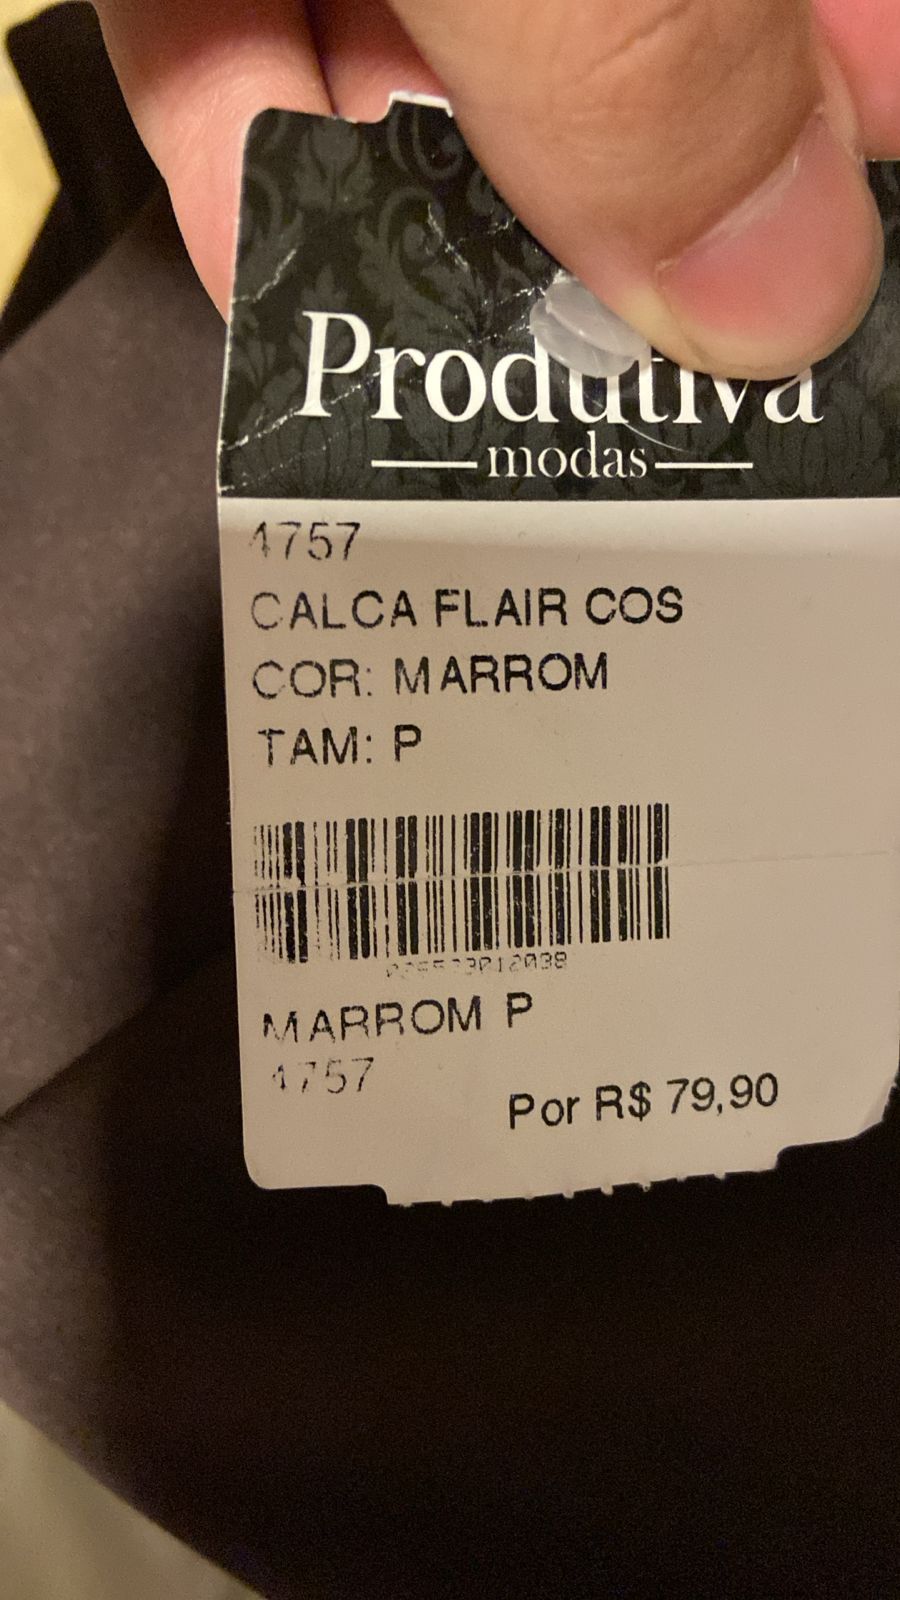 Produtiva
modas
4757
CALCA FLAIR COS
COR: MARROM
TAM: P
MARROM P
4757
Por R$ 79,90